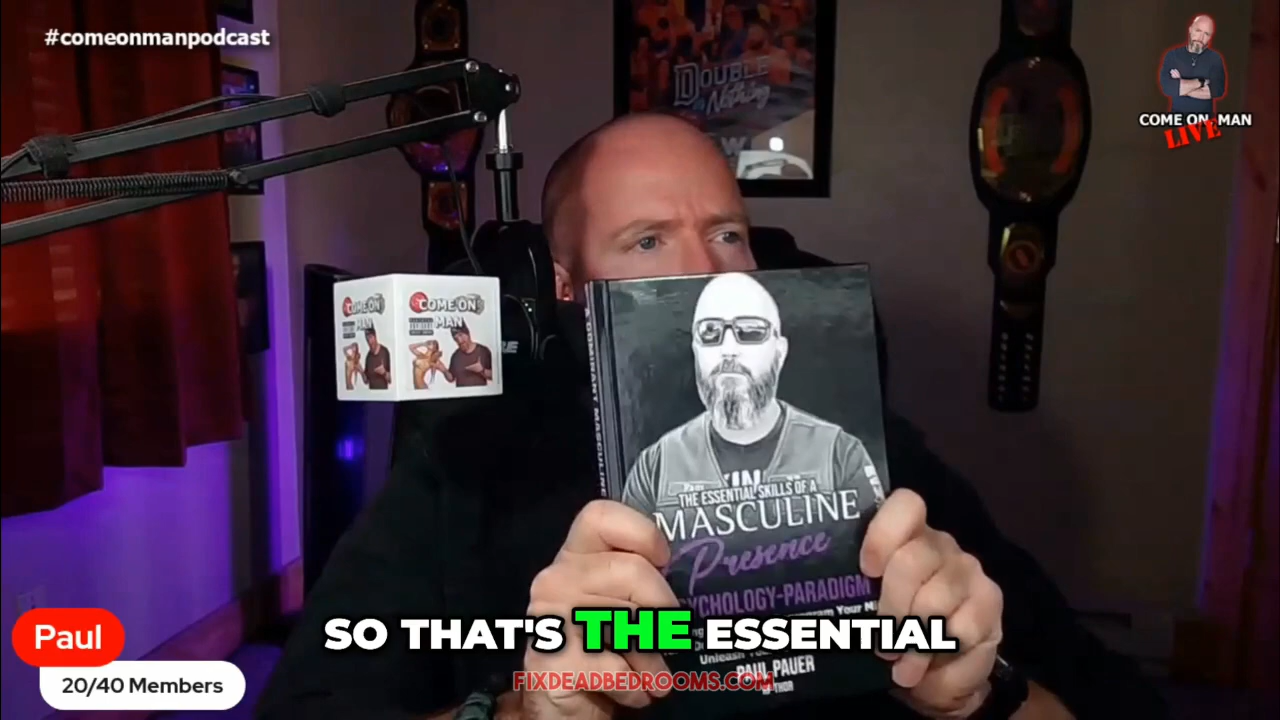 #comeonmanpodcast
COME ON MAN
LIVE
DOUBLE
Nothing
COME ON
MAN
COME ON
MAN
THE ESSENTIAL SKILLS OF A
MASCULINE
Presence
PSYCHOLOGY-PARADIGM
PAUL PAUER
SO THAT'S THE ESSENTIAL
FIXDEADBEDROOMS.COM
Paul
20/40 Members